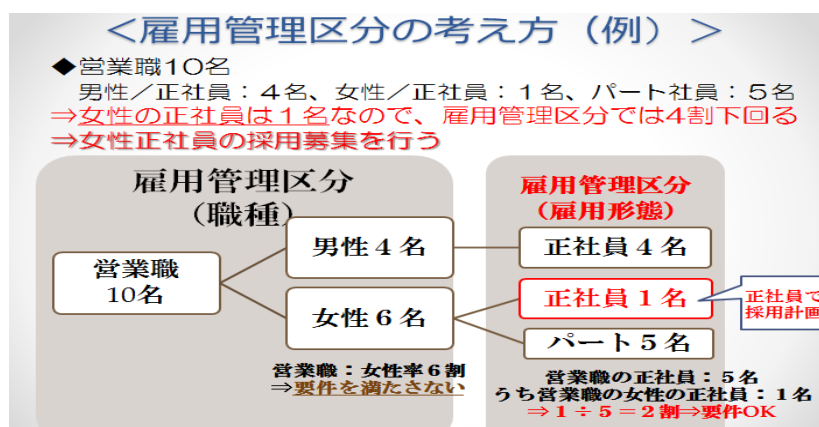 ＜雇用管理区分の考え方（例）＞
◆営業職10名
男性／正社員：４名、女性／正社員：１名、パート社員：５名
⇒女性の正社員は１名なので、雇用管理区分では4割下回る
⇒女性正社員の採用募集を行う
雇用管理区分
（職種）
雇用管理区分
（雇用形態）
営業職
10名
男性４名
女性６名
正社員４名
正社員１名
パート５名
正社員で
採用計画
営業職：女性率６割
⇒要件を満たさない
営業職の正社員：５名
うち営業職の女性の正社員：１名
⇒１÷５＝２割⇒要件OK